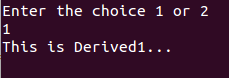 Enter the choice 1 or 2
1
This is Derived1...